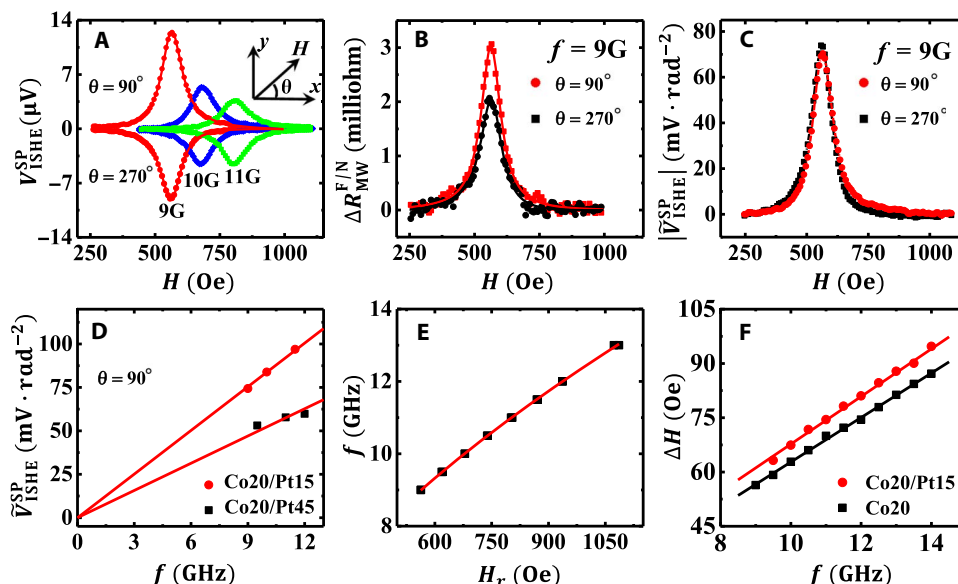 A
V_ISHE^SP (μV)
14
7
0
−7
−14
θ = 90°
θ = 270°
y
H
θ
x
9G
10G
11G
250 500 750 1000
H (Oe)
B
f = 9G
θ = 90°
θ = 270°
ΔR_MW^F/N (milliohm)
3
2
1
0
250 500 750 1000
H (Oe)
C
f = 9G
θ = 90°
θ = 270°
|Ṽ_ISHE^SP| (mV · rad⁻²)
80
60
40
20
0
250 500 750 1000
H (Oe)
D
θ = 90°
Co20/Pt15
Co20/Pt45
Ṽ_ISHE^SP (mV · rad⁻²)
100
75
50
25
0
0 3 6 9 12
f (GHz)
E
f (GHz)
14
12
10
8
600 750 900 1050
H_r (Oe)
F
Co20/Pt15
Co20
ΔH (Oe)
105
90
75
60
45
8 10 12 14
f (GHz)